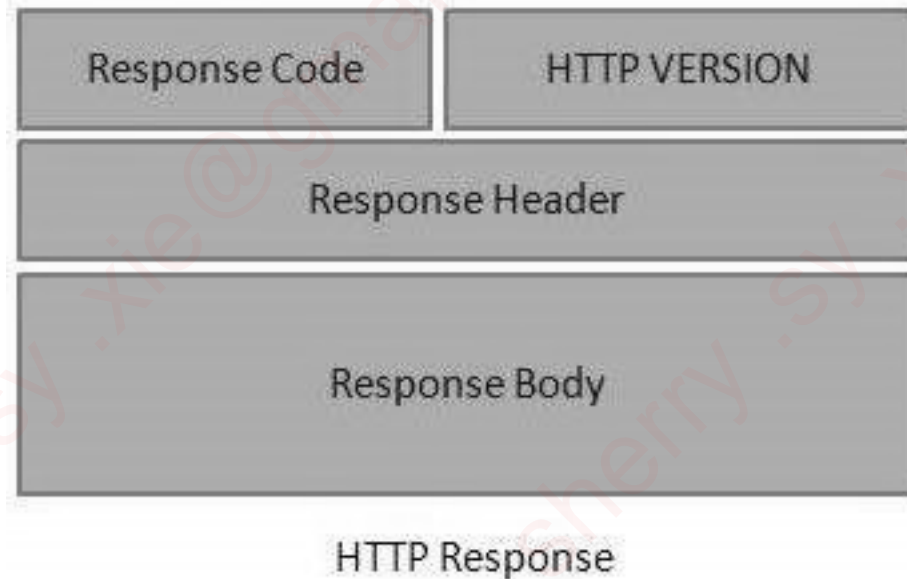 Response Code
HTTP VERSION
Response Header
Response Body
HTTP Response